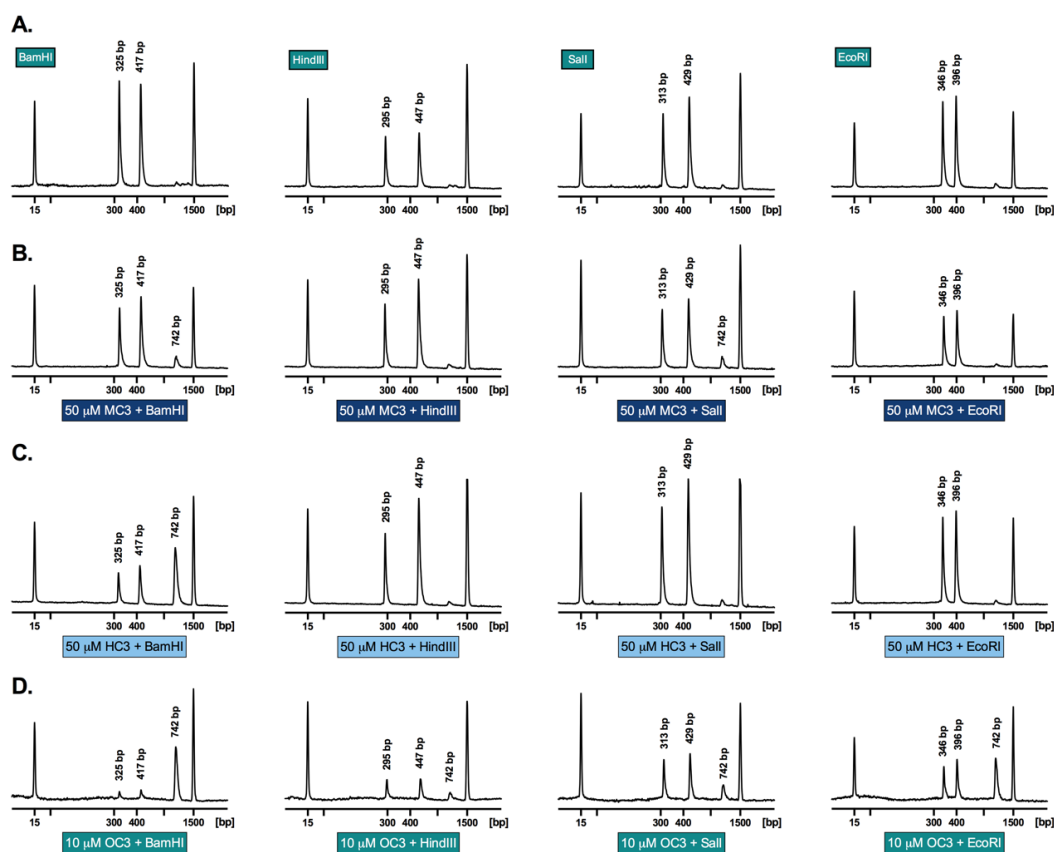 A.
BamHI
325 bp
417 bp
15 300 400 1500 [bp]
HindIII
295 bp
447 bp
15 300 400 1500 [bp]
SalI
313 bp
429 bp
15 300 400 1500 [bp]
EcoRI
346 bp
396 bp
15 300 400 1500 [bp]
B.
325 bp
417 bp
742 bp
15 300 400 1500 [bp]
50 µM MC3 + BamHI
295 bp
447 bp
15 300 400 1500 [bp]
50 µM MC3 + HindIII
313 bp
429 bp
742 bp
15 300 400 1500 [bp]
50 µM MC3 + SalI
346 bp
396 bp
15 300 400 1500 [bp]
50 µM MC3 + EcoRI
C.
325 bp
417 bp
742 bp
15 300 400 1500 [bp]
50 µM HC3 + BamHI
295 bp
447 bp
15 300 400 1500 [bp]
50 µM HC3 + HindIII
313 bp
429 bp
15 300 400 1500 [bp]
50 µM HC3 + SalI
346 bp
396 bp
15 300 400 1500 [bp]
50 µM HC3 + EcoRI
D.
325 bp
417 bp
742 bp
15 300 400 1500 [bp]
10 µM OC3 + BamHI
295 bp
447 bp
742 bp
15 300 400 1500 [bp]
10 µM OC3 + HindIII
313 bp
429 bp
742 bp
15 300 400 1500 [bp]
10 µM OC3 + SalI
346 bp
396 bp
742 bp
15 300 400 1500 [bp]
10 µM OC3 + EcoRI